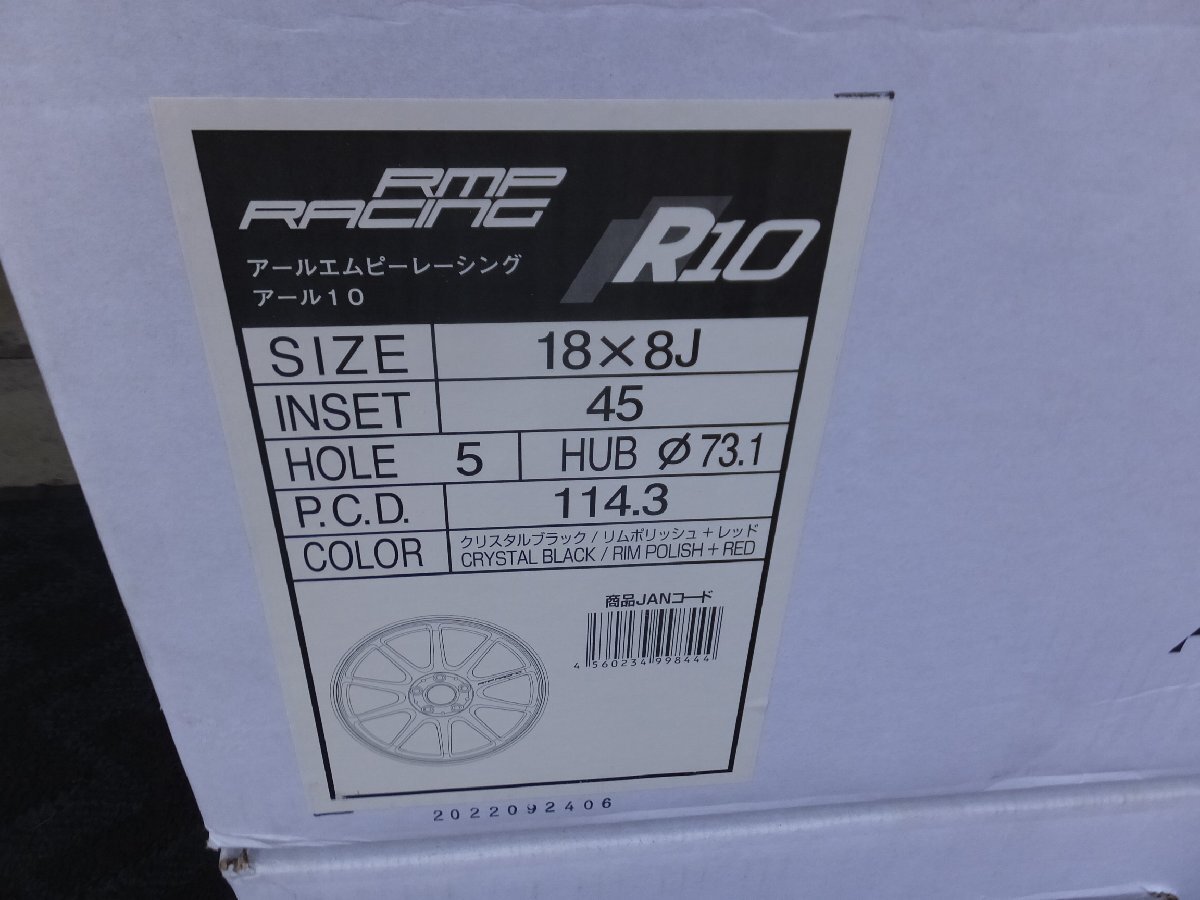 RMP
RACING
R10
アールエムピーレーシング
アール１０
SIZE 18×8J
INSET 45
HOLE 5 HUB φ73.1
P.C.D. 114.3
COLOR クリスタルブラック / リムポリッシュ + レッド
CRYSTAL BLACK / RIM POLISH + RED
商品JANコード
4 560234 998444
2022092406